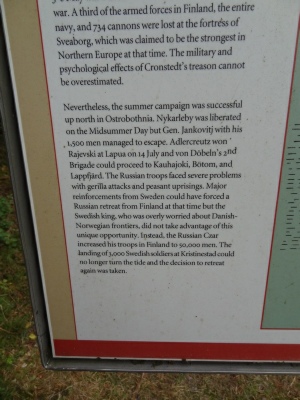 war. A third of the armed forces in Finland, the entire
navy, and 734 cannons were lost at the fortress of
Sveaborg, which was claimed to be the strongest in
Northern Europe at that time. The military and
psychological effects of Cronstedt's treason cannot
be overestimated.
Nevertheless, the summer campaign was successful
up north in Ostrobothnia. Nykarleby was liberated
on the Midsummer Day but Gen. Jankovitj with his
1,500 men managed to escape. Adlercreutz won
Rajevski at Lapua on 14 July and von Döbeln's 2nd
Brigade could proceed to Kauhajoki, Bötom, and
Lappfjärd. The Russian troops faced severe problems
with gerilla attacks and peasant uprisings. Major
reinforcements from Sweden could have forced a
Russian retreat from Finland at that time but the
Swedish king, who was overly worried about Danish-
Norwegian frontiers, did not take advantage of this
unique opportunity. Instead, the Russian Czar
increased his troops in Finland to 50,000 men. The
landing of 3,000 Swedish soldiers at Kristinestad could
no longer turn the tide and the decision to retreat
again was taken.